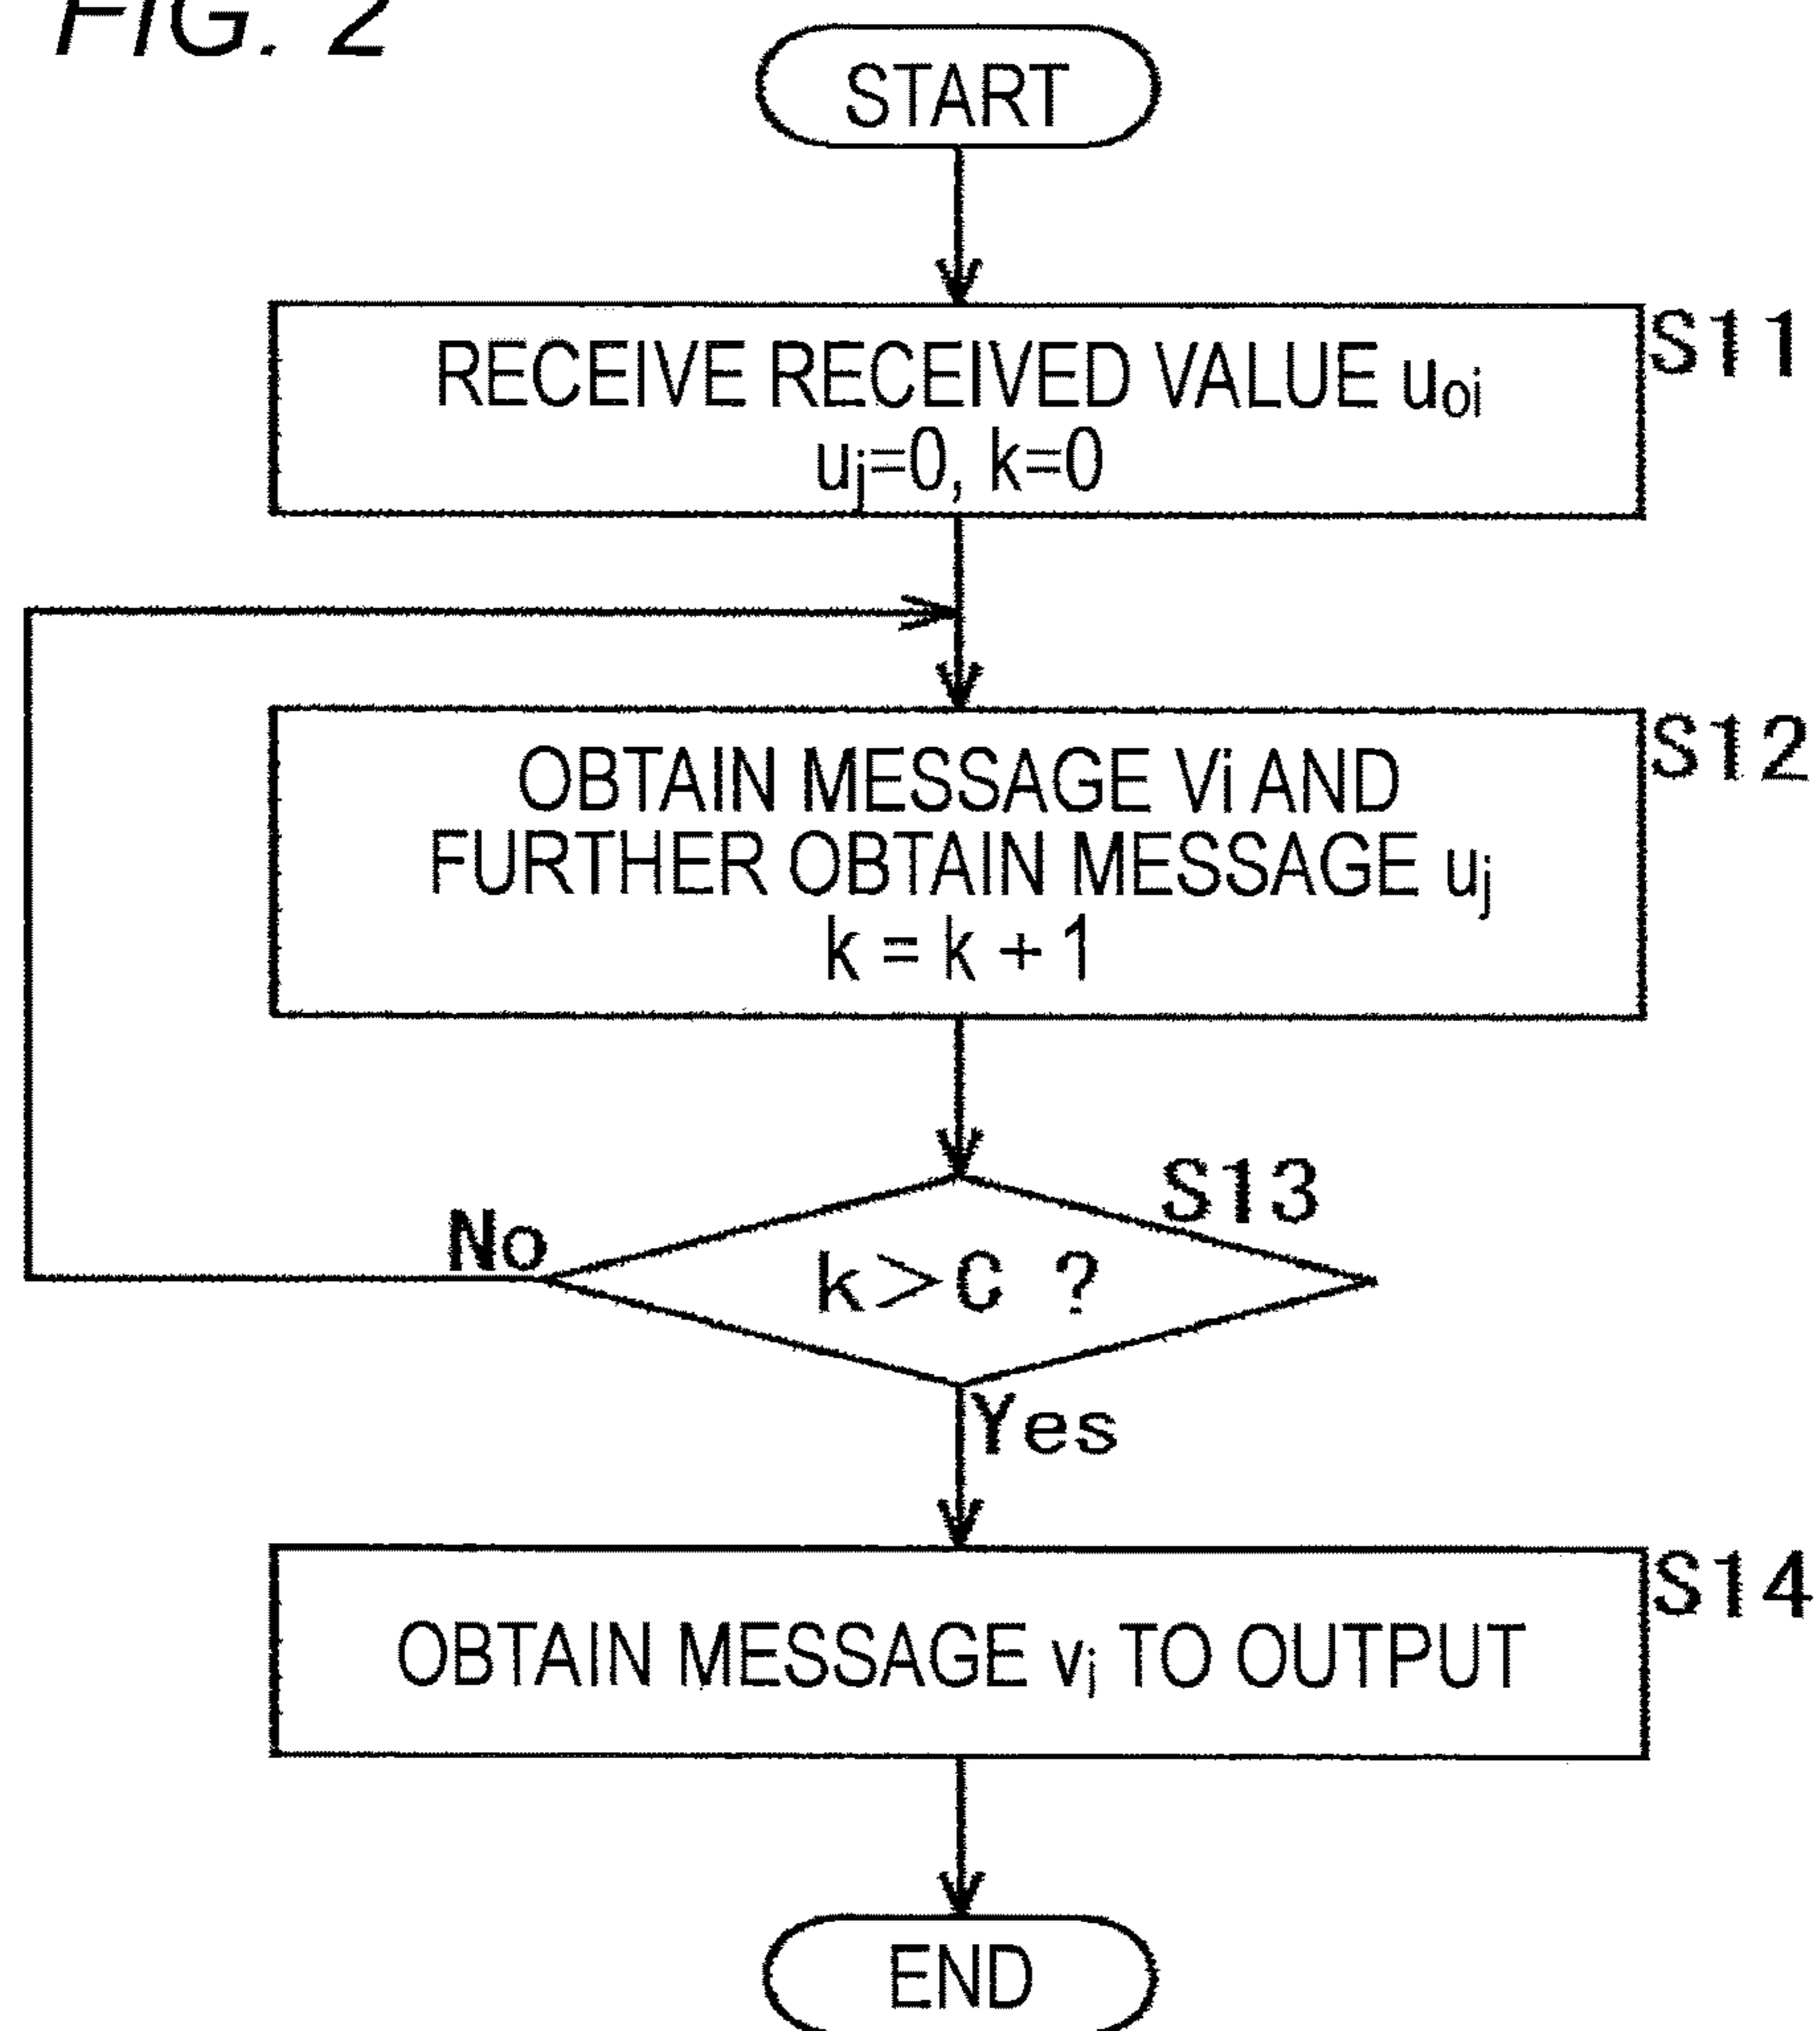 FIG. 2
START
S11
RECEIVE RECEIVED VALUE u₀ᵢ
uⱼ=0, k=0
S12
OBTAIN MESSAGE Vi AND
FURTHER OBTAIN MESSAGE uⱼ
k = k + 1
S13
No
k>C ?
Yes
S14
OBTAIN MESSAGE vᵢ TO OUTPUT
END